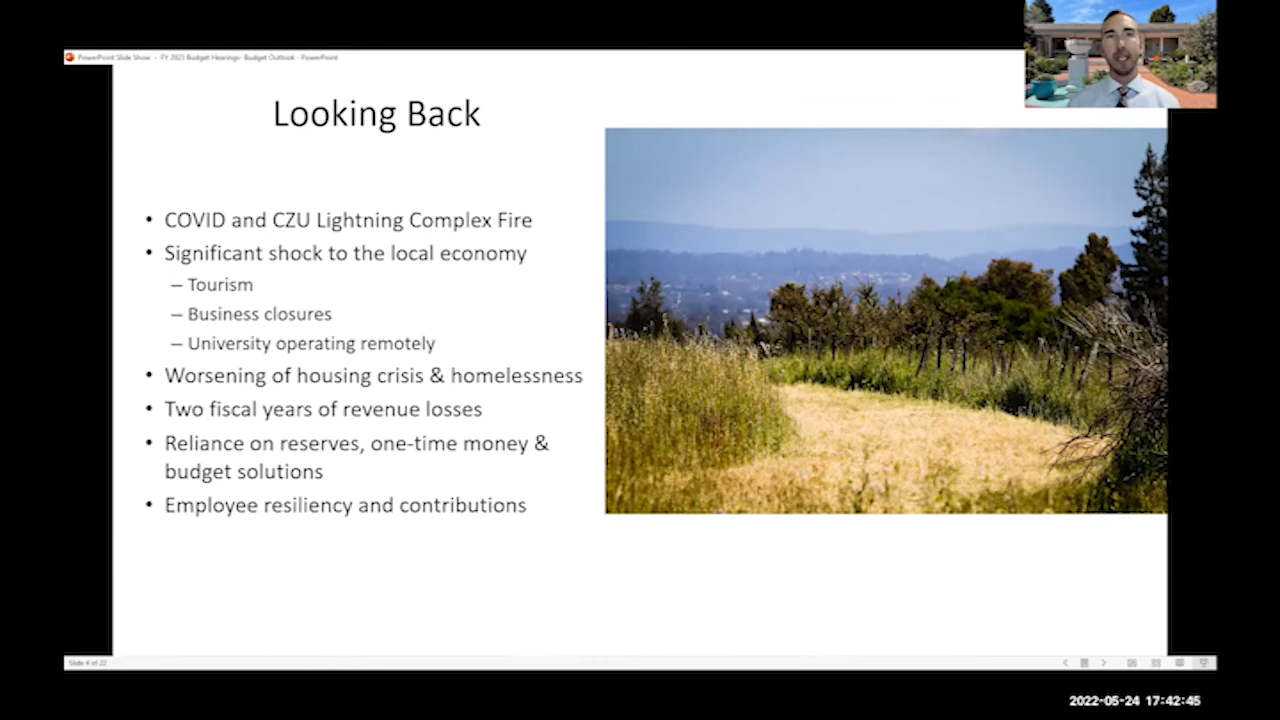 PowerPoint Slide Show - FY 2023 Budget Hearings- Budget Outlook - PowerPoint
Looking Back
• COVID and CZU Lightning Complex Fire
• Significant shock to the local economy
– Tourism
– Business closures
– University operating remotely
• Worsening of housing crisis & homelessness
• Two fiscal years of revenue losses
• Reliance on reserves, one-time money &
budget solutions
• Employee resiliency and contributions
Slide 4 of 22
2022-05-24 17:42:45